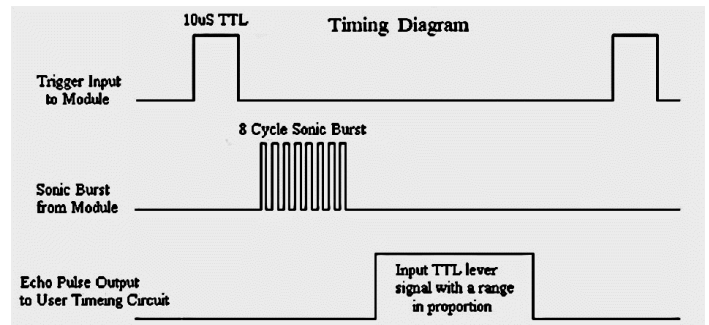 10uS TTL
Timing Diagram
Trigger Input
to Module
8 Cycle Sonic Burst
Sonic Burst
from Module
Echo Pulse Output
to User Timeing Circuit
Input TTL lever
signal with a range
in proportion